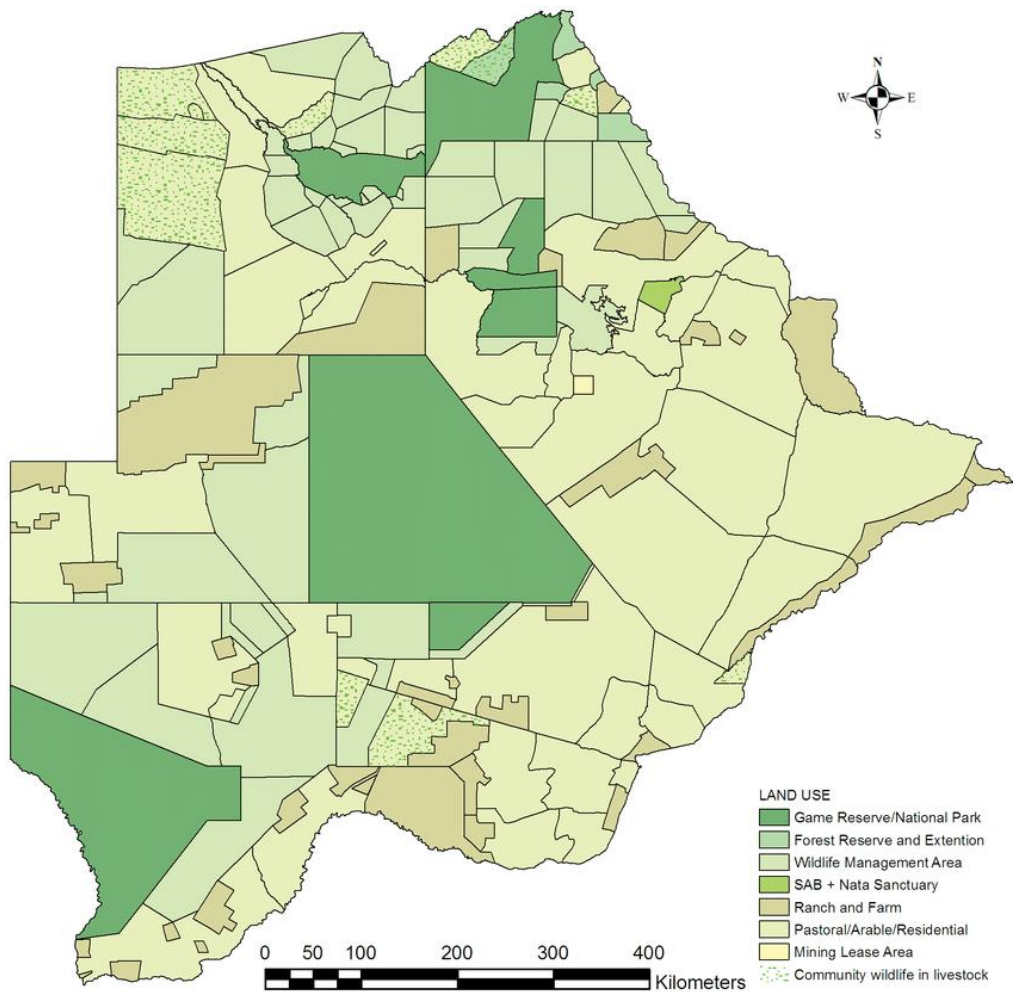 N
W E
S
LAND USE
Game Reserve/National Park
Forest Reserve and Extention
Wildlife Management Area
SAB + Nata Sanctuary
Ranch and Farm
Pastoral/Arable/Residential
Mining Lease Area
Community wildlife in livestock
0 50 100 200 300 400
Kilometers